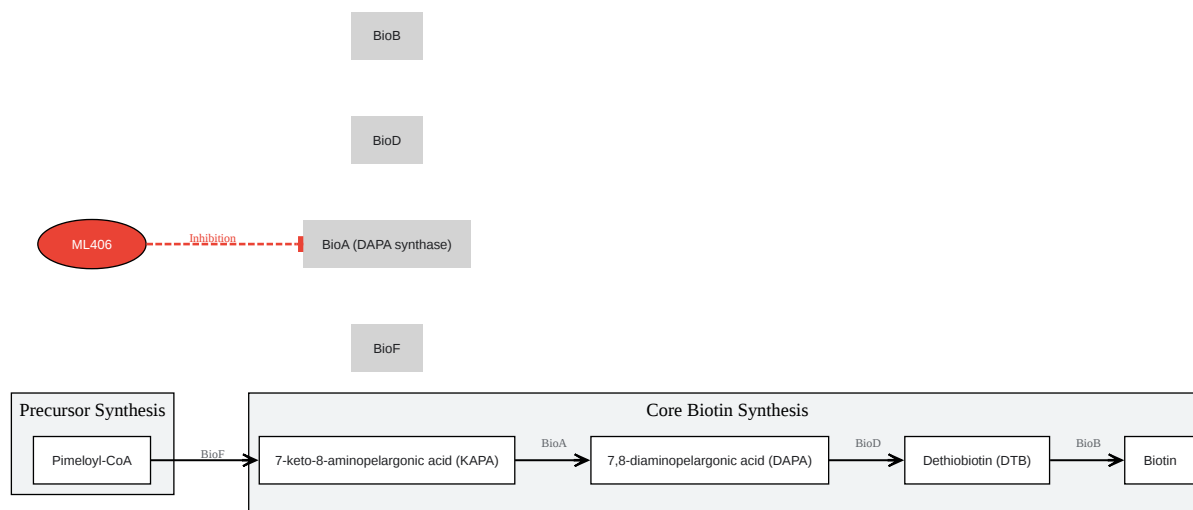 BioB
BioD
ML406
Inhibition
BioA (DAPA synthase)
BioF
Precursor Synthesis
Core Biotin Synthesis
Pimeloyl-CoA
BioF
7-keto-8-aminopelargonic acid (KAPA)
BioA
7,8-diaminopelargonic acid (DAPA)
BioD
Dethiobiotin (DTB)
BioB
Biotin